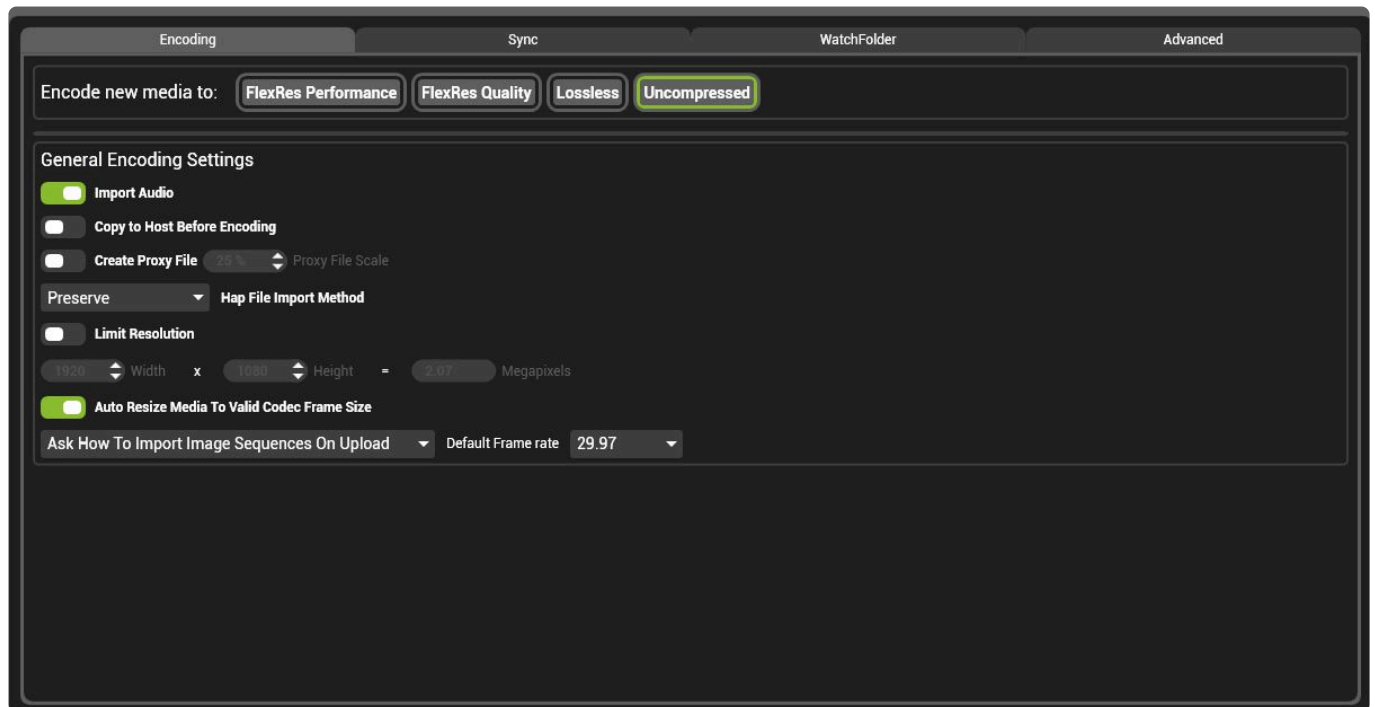 Encoding Sync WatchFolder Advanced
Encode new media to: FlexRes Performance FlexRes Quality Lossless Uncompressed
General Encoding Settings
Import Audio
Copy to Host Before Encoding
Create Proxy File 25 % Proxy File Scale
Preserve Hap File Import Method
Limit Resolution
1920 Width x 1080 Height = 2.07 Megapixels
Auto Resize Media To Valid Codec Frame Size
Ask How To Import Image Sequences On Upload Default Frame rate 29.97